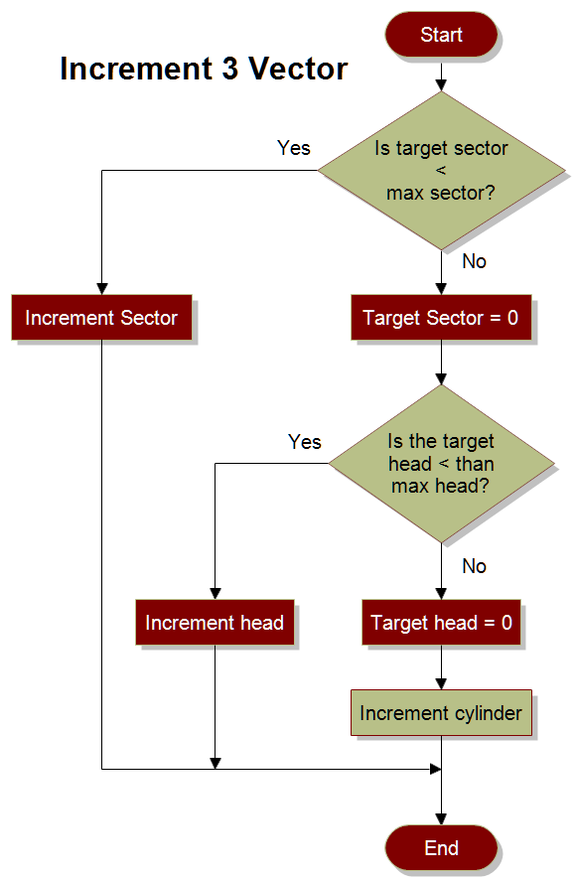 Start
Increment 3 Vector
Yes
Is target sector
<
max sector?
No
Increment Sector
Target Sector = 0
Yes
Is the target
head < than
max head?
No
Increment head
Target head = 0
Increment cylinder
End